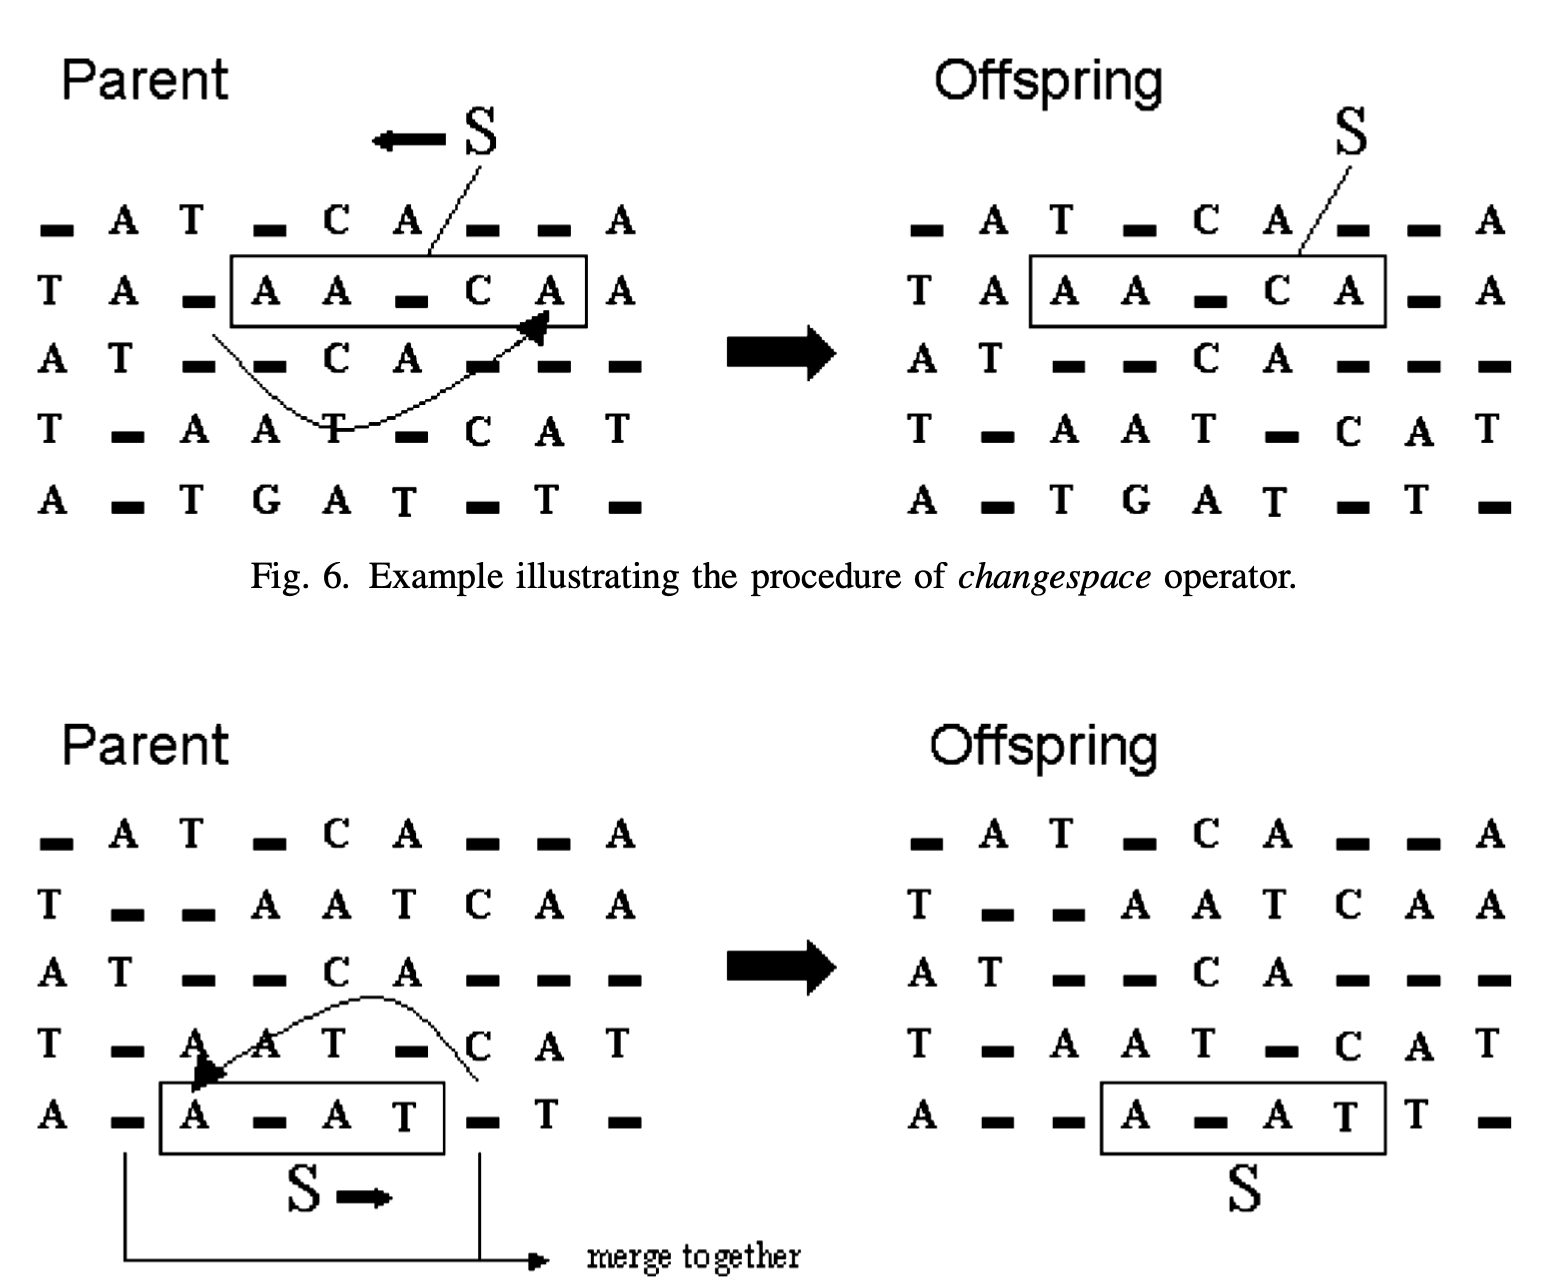 Parent Offspring
S S
_ A T _ C A _ _ A _ A T _ C A _ _ A
T A _ A A _ C A A T A A A _ C A _ A
A T _ _ C A _ _ _ A T _ _ C A _ _ _
T _ A A T _ C A T T _ A A T _ C A T
A _ T G A T _ T _ A _ T G A T _ T _
Fig. 6. Example illustrating the procedure of changespace operator.
Parent Offspring
_ A T _ C A _ _ A _ A T _ C A _ _ A
T _ _ A A T C A A T _ _ A A T C A A
A T _ _ C A _ _ _ A T _ _ C A _ _ _
T _ A A T _ C A T T _ A A T _ C A T
A _ A _ A T _ T _ A _ _ A _ A T T _
S S
merge together